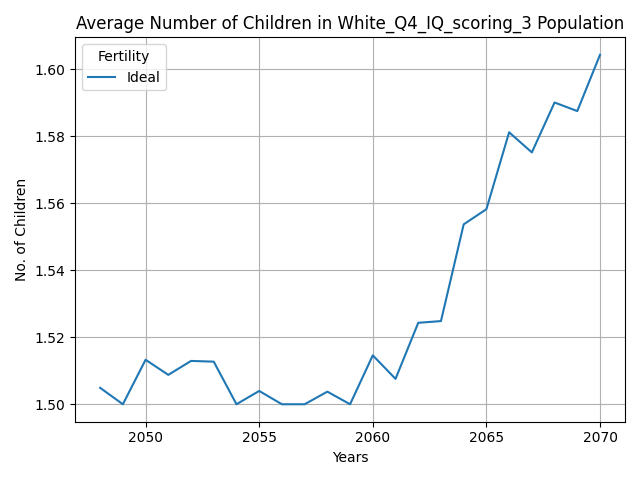 Average Number of Children in White_Q4_IQ_scoring_3 Population
Fertility
Ideal
No. of Children
1.60
1.58
1.56
1.54
1.52
1.50
2050 2055 2060 2065 2070
Years